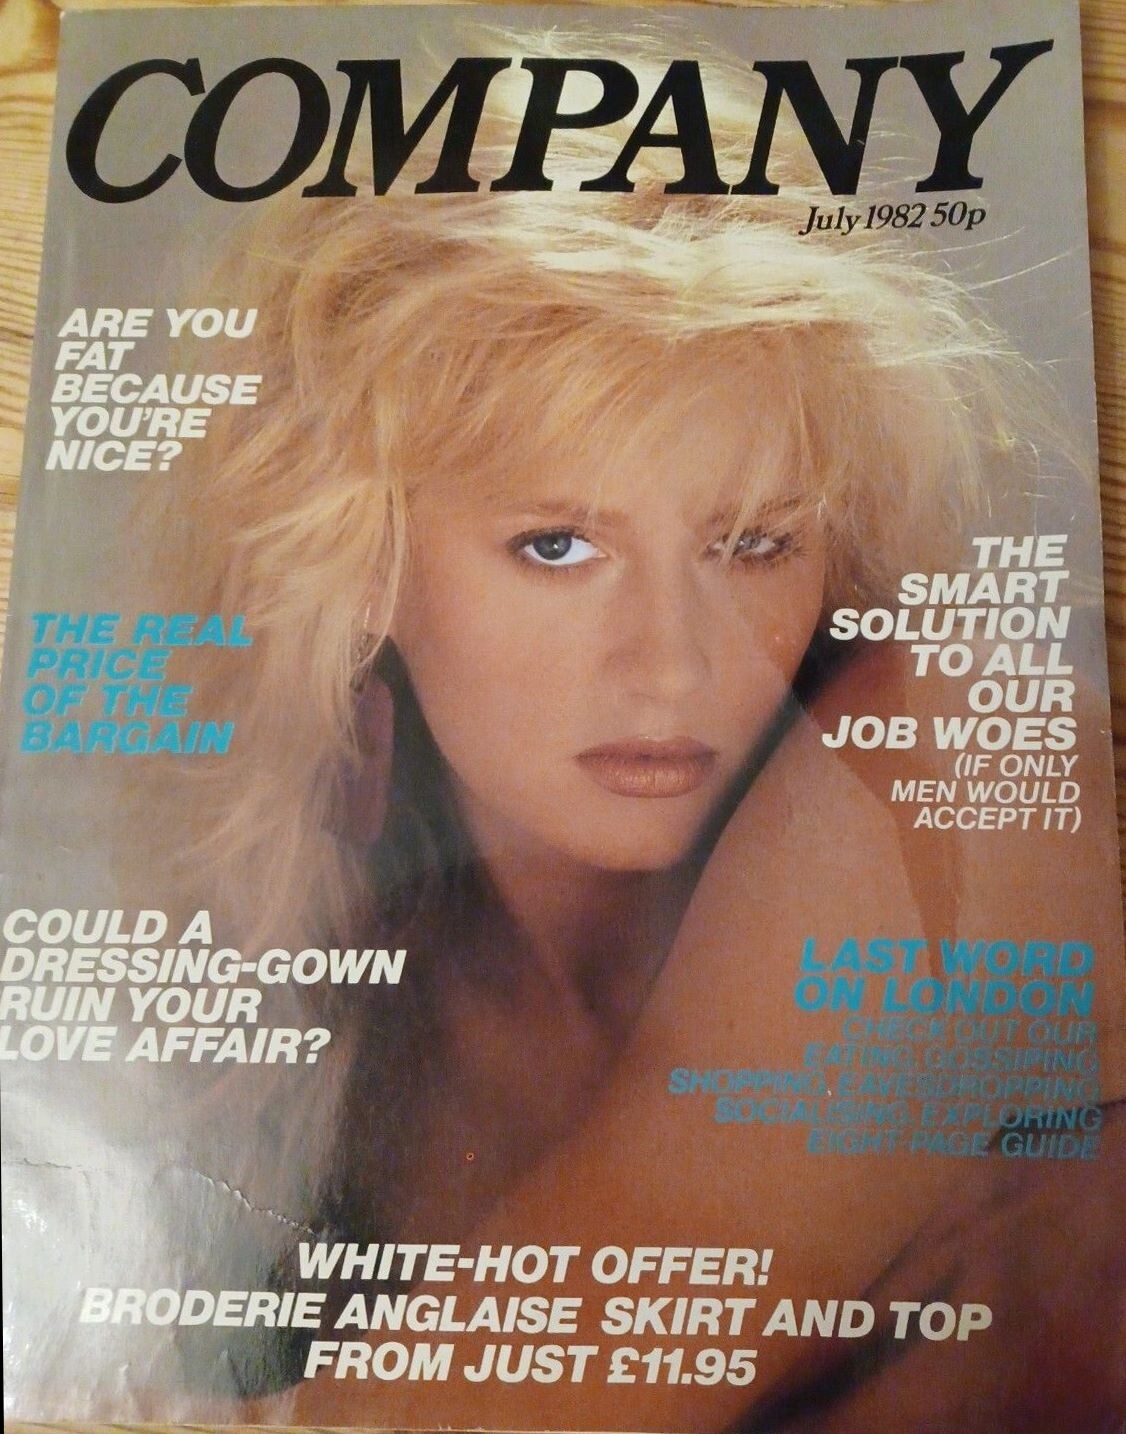 COMPANY
July 1982 50p
ARE YOU
FAT
BECAUSE
YOU'RE
NICE?
THE REAL
PRICE
OF THE
BARGAIN
THE
SMART
SOLUTION
TO ALL
OUR
JOB WOES
(IF ONLY
MEN WOULD
ACCEPT IT)
COULD A
DRESSING-GOWN
RUIN YOUR
LOVE AFFAIR?
LAST WORD
ON LONDON
CHECK OUT OUR
EATING, GOSSIPING
SHOPPING, EAVESDROPPING
SOCIALISING, EXPLORING
EIGHT-PAGE GUIDE
WHITE-HOT OFFER!
BRODERIE ANGLAISE SKIRT AND TOP
FROM JUST £11.95